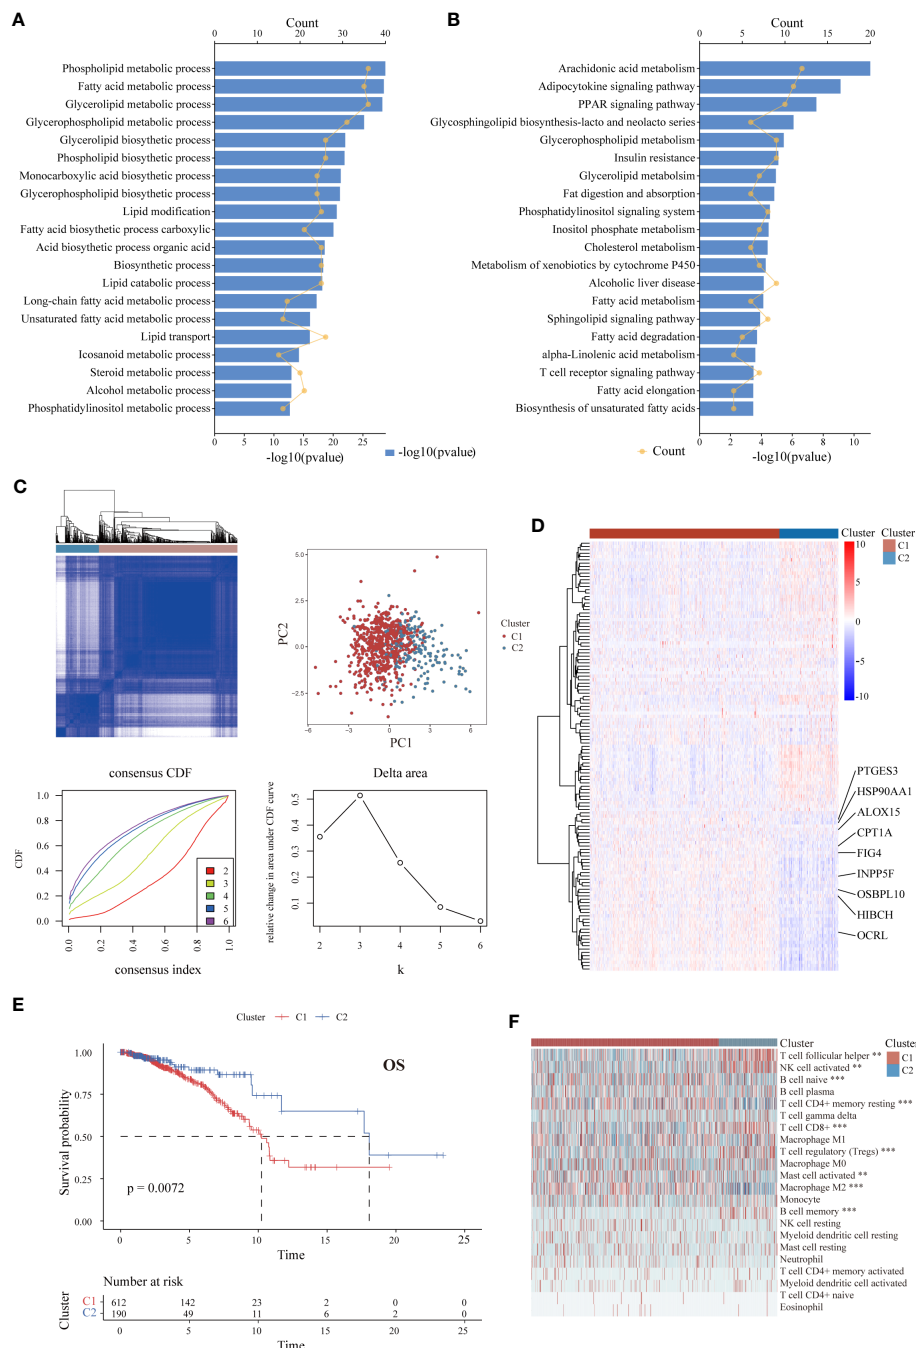 A
Count
0 10 20 30 40
Phospholipid metabolic process
Fatty acid metabolic process
Glycerolipid metabolic process
Glycerophospholipid metabolic process
Glycerolipid biosynthetic process
Phospholipid biosynthetic process
Monocarboxylic acid biosynthetic process
Glycerophospholipid biosynthetic process
Lipid modification
Fatty acid biosynthetic process carboxylic
Acid biosynthetic process organic acid
Biosynthetic process
Lipid catabolic process
Long-chain fatty acid metabolic process
Unsaturated fatty acid metabolic process
Lipid transport
Icosanoid metabolic process
Steroid metabolic process
Alcohol metabolic process
Phosphatidylinositol metabolic process
0 5 10 15 20 25
-log10(pvalue)
-log10(pvalue)
B
Count
0 5 10 15 20
Arachidonic acid metabolism
Adipocytokine signaling pathway
PPAR signaling pathway
Glycosphingolipid biosynthesis-lacto and neolacto series
Glycerophospholipid metabolism
Insulin resistance
Glycerolipid metabolsim
Fat digestion and absorption
Phosphatidylinositol signaling system
Inositol phosphate metabolism
Cholesterol metabolism
Metabolism of xenobiotics by cytochrome P450
Alcoholic liver disease
Fatty acid metabolism
Sphingolipid signaling pathway
Fatty acid degradation
alpha-Linolenic acid metabolism
T cell receptor signaling pathway
Fatty acid elongation
Biosynthesis of unsaturated fatty acids
0 2 4 6 8 10
-log10(pvalue)
Count
C
5.0
2.5
0.0
-2.5
PC2
-6 -3 0 3 6
PC1
Cluster
C1
C2
consensus CDF
1.0
0.8
0.6
0.4
0.2
0.0
CDF
0.0 0.2 0.4 0.6 0.8 1.0
consensus index
2
3
4
5
6
Delta area
0.5
0.4
0.3
0.2
0.1
relative change in area under CDF curve
2 3 4 5 6
k
D
Cluster
10
5
0
-5
-10
Cluster
C1
C2
PTGES3
HSP90AA1
ALOX15
CPT1A
FIG4
INPP5F
OSBPL10
HIBCH
OCRL
E
Cluster C1 C2
OS
1.00
0.75
0.50
0.25
0.00
Survival probability
p = 0.0072
0 5 10 15 20 25
Time
Number at risk
Cluster
C1 612 142 23 2 0 0
C2 190 49 11 6 2 0
0 5 10 15 20 25
Time
F
Cluster
T cell follicular helper **
NK cell activated **
B cell naive ***
B cell plasma
T cell CD4+ memory resting ***
T cell gamma delta
T cell CD8+ ***
Macrophage M1
T cell regulatory (Tregs) ***
Macrophage M0
Mast cell activated **
Macrophage M2 ***
Monocyte
B cell memory ***
NK cell resting
Myeloid dendritic cell resting
Mast cell resting
Neutrophil
T cell CD4+ memory activated
Myeloid dendritic cell activated
T cell CD4+ naive
Eosinophil
Cluster
C1
C2